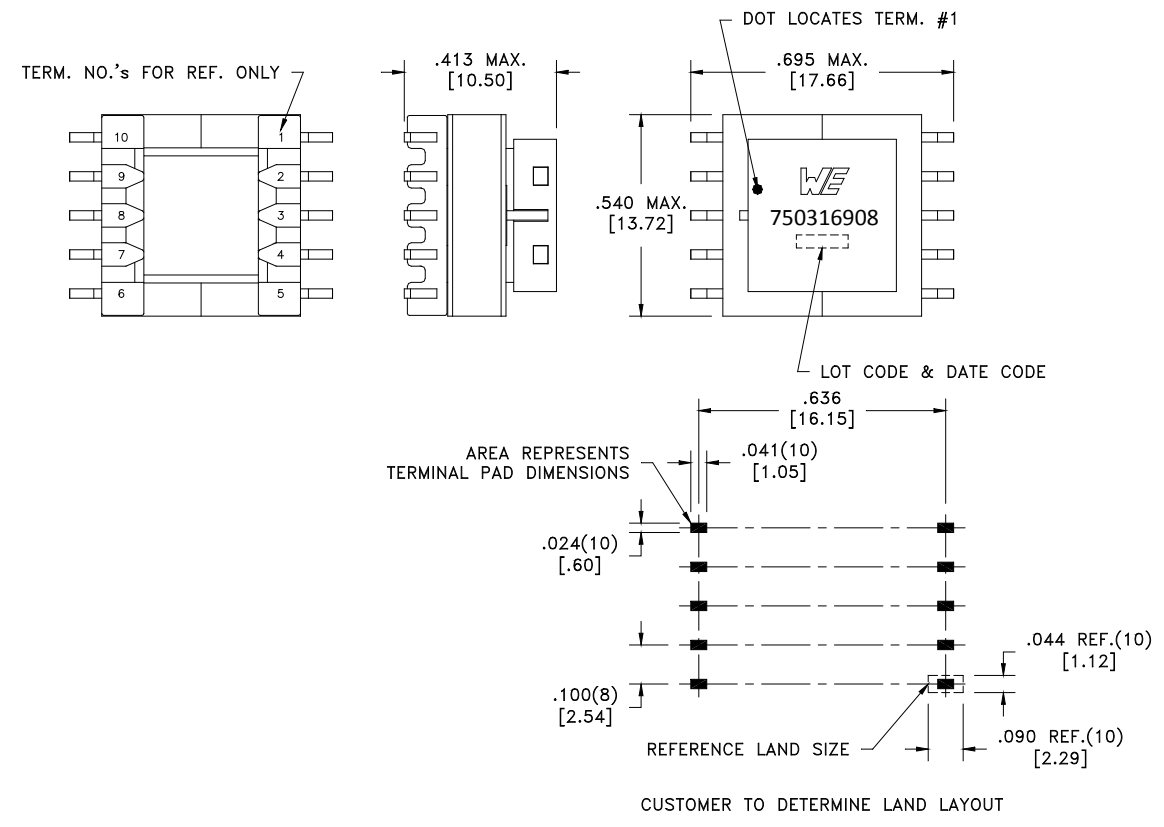 DOT LOCATES TERM. #1
TERM. NO.'s FOR REF. ONLY
.413 MAX.
[10.50]
.695 MAX.
[17.66]
10
9
8
7
6
1
2
3
4
5
.540 MAX.
[13.72]
WE
750316908
LOT CODE & DATE CODE
.636
[16.15]
AREA REPRESENTS
TERMINAL PAD DIMENSIONS
.041(10)
[1.05]
.024(10)
[.60]
.100(8)
[2.54]
.044 REF.(10)
[1.12]
REFERENCE LAND SIZE
.090 REF.(10)
[2.29]
CUSTOMER TO DETERMINE LAND LAYOUT